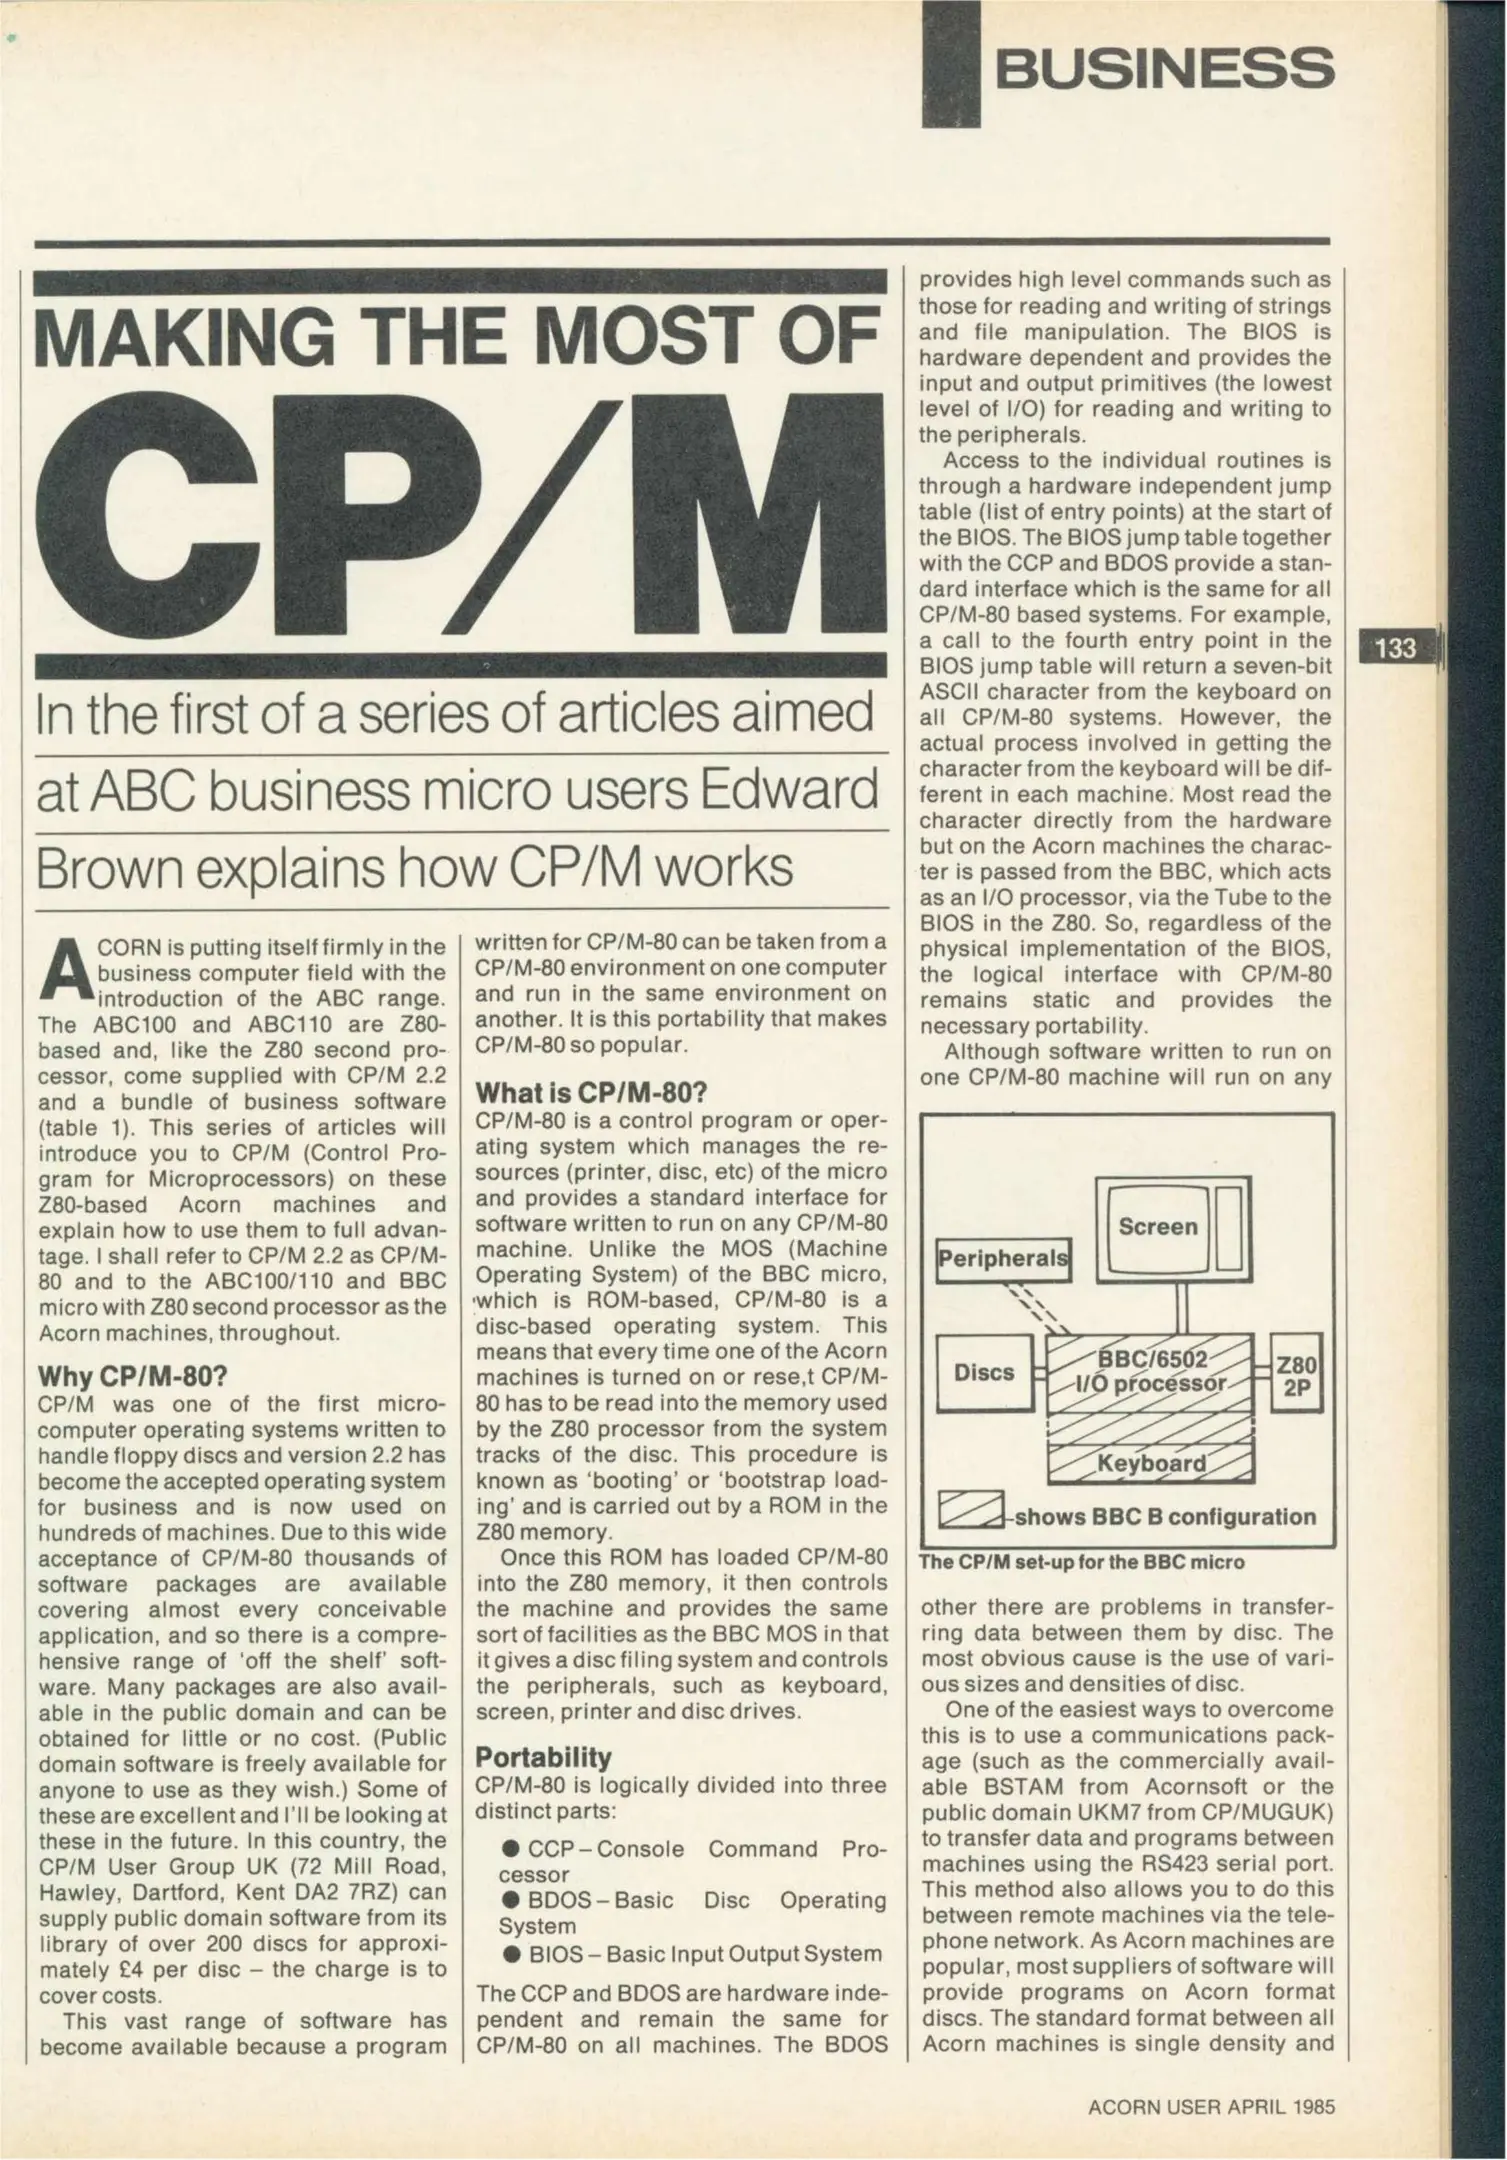 BUSINESS
MAKING THE MOST OF
CP/M
In the first of a series of articles aimed
at ABC business micro users Edward
Brown explains how CP/M works
ACORN is putting itself firmly in the
business computer field with the
introduction of the ABC range.
The ABC100 and ABC110 are Z80-
based and, like the Z80 second pro-
cessor, come supplied with CP/M 2.2
and a bundle of business software
(table 1). This series of articles will
introduce you to CP/M (Control Pro-
gram for Microprocessors) on these
Z80-based Acorn machines and
explain how to use them to full advan-
tage. I shall refer to CP/M 2.2 as CP/M-
80 and to the ABC100/110 and BBC
micro with Z80 second processor as the
Acorn machines, throughout.
Why CP/M-80?
CP/M was one of the first micro-
computer operating systems written to
handle floppy discs and version 2.2 has
become the accepted operating system
for business and is now used on
hundreds of machines. Due to this wide
acceptance of CP/M-80 thousands of
software packages are available
covering almost every conceivable
application, and so there is a compre-
hensive range of 'off the shelf' soft-
ware. Many packages are also avail-
able in the public domain and can be
obtained for little or no cost. (Public
domain software is freely available for
anyone to use as they wish.) Some of
these are excellent and I'll be looking at
these in the future. In this country, the
CP/M User Group UK (72 Mill Road,
Hawley, Dartford, Kent DA2 7RZ) can
supply public domain software from its
library of over 200 discs for approxi-
mately £4 per disc – the charge is to
cover costs.
This vast range of software has
become available because a program
written for CP/M-80 can be taken from a
CP/M-80 environment on one computer
and run in the same environment on
another. It is this portability that makes
CP/M-80 so popular.
What is CP/M-80?
CP/M-80 is a control program or oper-
ating system which manages the re-
sources (printer, disc, etc) of the micro
and provides a standard interface for
software written to run on any CP/M-80
machine. Unlike the MOS (Machine
Operating System) of the BBC micro,
which is ROM-based, CP/M-80 is a
disc-based operating system. This
means that every time one of the Acorn
machines is turned on or rese,t CP/M-
80 has to be read into the memory used
by the Z80 processor from the system
tracks of the disc. This procedure is
known as 'booting' or 'bootstrap load-
ing' and is carried out by a ROM in the
Z80 memory.
Once this ROM has loaded CP/M-80
into the Z80 memory, it then controls
the machine and provides the same
sort of facilities as the BBC MOS in that
it gives a disc filing system and controls
the peripherals, such as keyboard,
screen, printer and disc drives.
Portability
CP/M-80 is logically divided into three
distinct parts:
● CCP – Console Command Pro-
cessor
● BDOS – Basic Disc Operating
System
● BIOS – Basic Input Output System
The CCP and BDOS are hardware inde-
pendent and remain the same for
CP/M-80 on all machines. The BDOS
provides high level commands such as
those for reading and writing of strings
and file manipulation. The BIOS is
hardware dependent and provides the
input and output primitives (the lowest
level of I/O) for reading and writing to
the peripherals.
Access to the individual routines is
through a hardware independent jump
table (list of entry points) at the start of
the BIOS. The BIOS jump table together
with the CCP and BDOS provide a stan-
dard interface which is the same for all
CP/M-80 based systems. For example,
a call to the fourth entry point in the
BIOS jump table will return a seven-bit
ASCII character from the keyboard on
all CP/M-80 systems. However, the
actual process involved in getting the
character from the keyboard will be dif-
ferent in each machine. Most read the
character directly from the hardware
but on the Acorn machines the charac-
ter is passed from the BBC, which acts
as an I/O processor, via the Tube to the
BIOS in the Z80. So, regardless of the
physical implementation of the BIOS,
the logical interface with CP/M-80
remains static and provides the
necessary portability.
Although software written to run on
one CP/M-80 machine will run on any
Screen
Peripherals
Discs
BBC/6502
I/O processor
Z80
2P
Keyboard
-shows BBC B configuration
The CP/M set-up for the BBC micro
other there are problems in transfer-
ring data between them by disc. The
most obvious cause is the use of vari-
ous sizes and densities of disc.
One of the easiest ways to overcome
this is to use a communications pack-
age (such as the commercially avail-
able BSTAM from Acornsoft or the
public domain UKM7 from CP/MUGUK)
to transfer data and programs between
machines using the RS423 serial port.
This method also allows you to do this
between remote machines via the tele-
phone network. As Acorn machines are
popular, most suppliers of software will
provide programs on Acorn format
discs. The standard format between all
Acorn machines is single density and
133
ACORN USER APRIL 1985